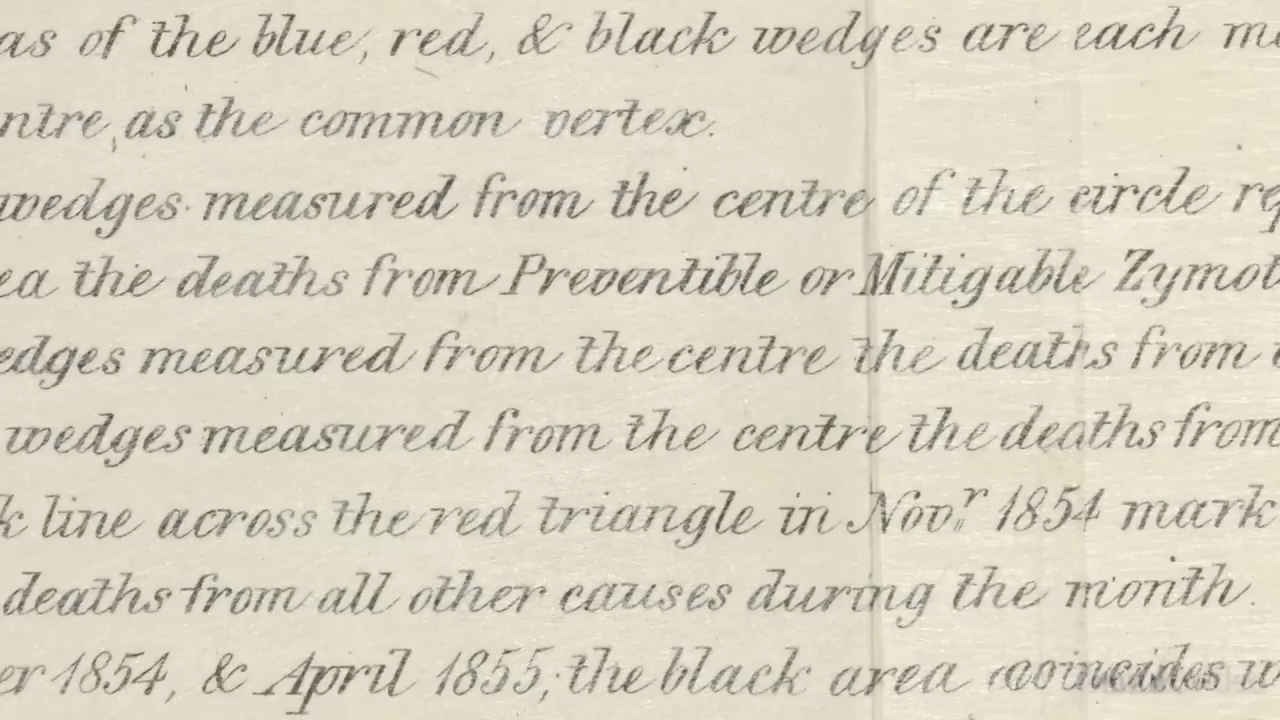 as of the blue, red, & black wedges are each m
ntre, as the common vertex.
wedges measured from the centre of the circle re
ea the deaths from Preventible or Mitigable Zymot
edges measured from the centre the deaths from
wedges measured from the centre the deaths from
k line across the red triangle in Nov.r 1854 mark
deaths from all other causes during the month.
er 1854, & April 1855, the black area coincides w